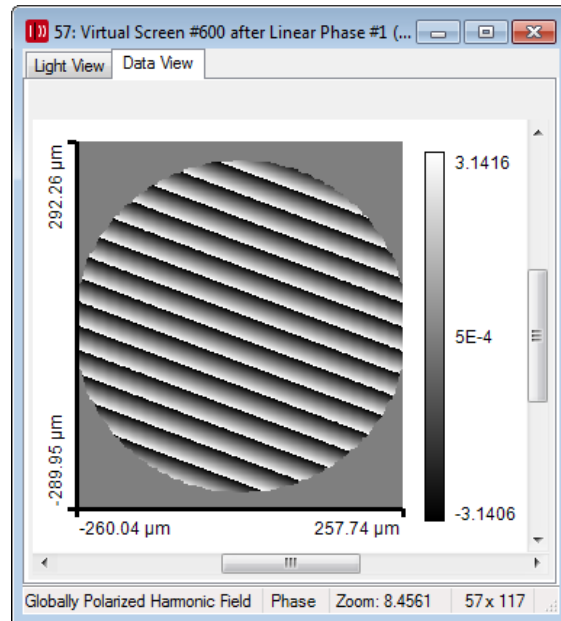 57: Virtual Screen #600 after Linear Phase #1 (...
Light View Data View
292.26 µm
-289.95 µm
-260.04 µm 257.74 µm
3.1416
5E-4
-3.1406
Globally Polarized Harmonic Field Phase Zoom: 8.4561 57 x 117